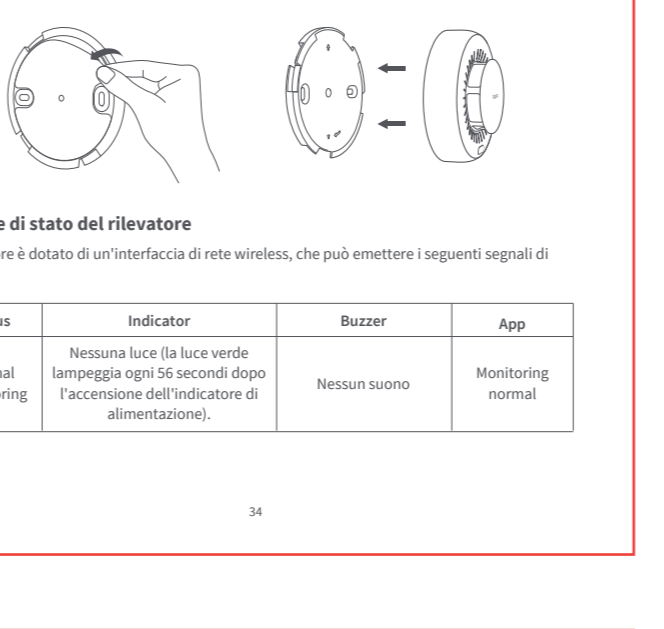 e di stato del rilevatore
re è dotato di un'interfaccia di rete wireless, che può emettere i seguenti segnali di
us
Indicator
Buzzer
App
nal
ring
Nessuna luce (la luce verde
lampeggia ogni 56 secondi dopo
l'accensione dell'indicatore di
alimentazione).
Nessun suono
Monitoring
normal
34